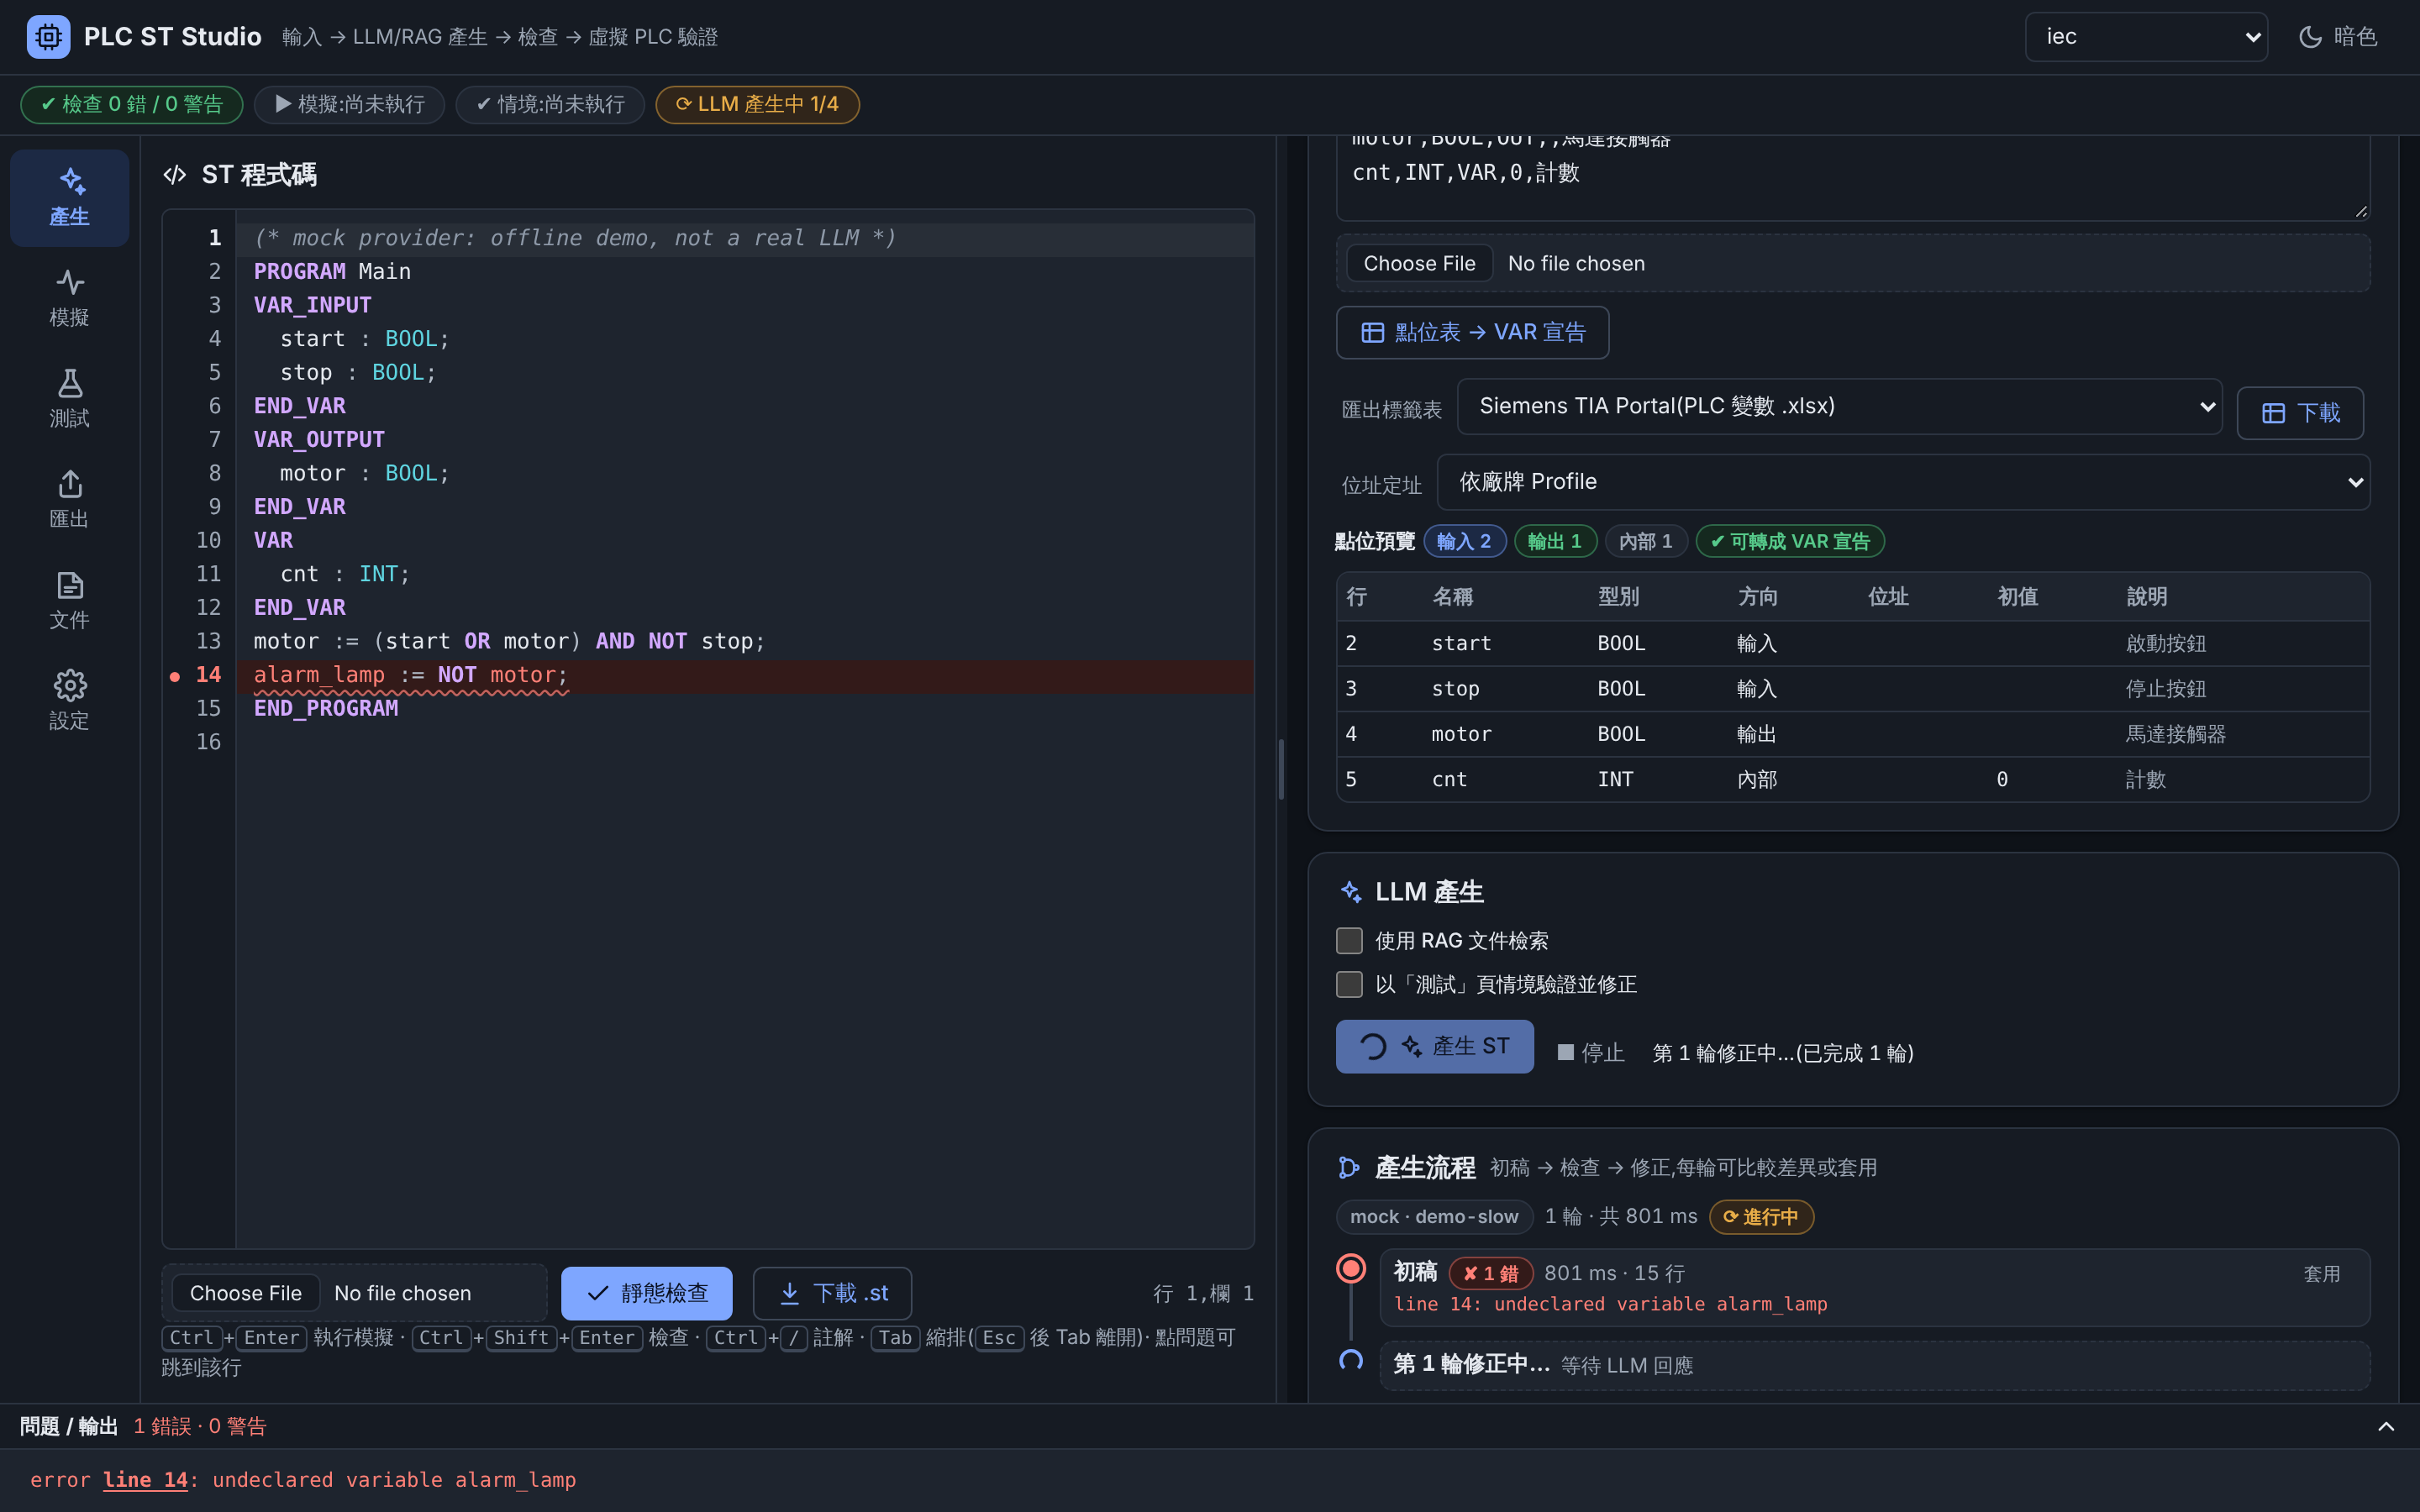 PLC ST Studio 輸入 → LLM/RAG 產生 → 檢查 → 虛擬 PLC 驗證
iec
暗色
✔ 檢查 0 錯 / 0 警告
▶ 模擬:尚未執行
✔ 情境:尚未執行
⟳ LLM 產生中 1/4
產生
模擬
測試
匯出
文件
設定
ST 程式碼
1 (* mock provider: offline demo, not a real LLM *)
2 PROGRAM Main
3 VAR_INPUT
4 start : BOOL;
5 stop : BOOL;
6 END_VAR
7 VAR_OUTPUT
8 motor : BOOL;
9 END_VAR
10 VAR
11 cnt : INT;
12 END_VAR
13 motor := (start OR motor) AND NOT stop;
14 alarm_lamp := NOT motor;
15 END_PROGRAM
16
Choose File No file chosen
靜態檢查
下載 .st
行 1,欄 1
Ctrl+Enter 執行模擬 · Ctrl+Shift+Enter 檢查 · Ctrl+/ 註解 · Tab 縮排(Esc 後 Tab 離開)· 點問題可
跳到該行
motor,BOOL,OUT,,馬達接觸器
cnt,INT,VAR,0,計數
Choose File No file chosen
點位表 → VAR 宣告
匯出標籤表 Siemens TIA Portal(PLC 變數 .xlsx) 下載
位址定址 依廠牌 Profile
點位預覽 輸入 2 輸出 1 內部 1 ✔ 可轉成 VAR 宣告
行 名稱 型別 方向 位址 初值 說明
2 start BOOL 輸入 啟動按鈕
3 stop BOOL 輸入 停止按鈕
4 motor BOOL 輸出 馬達接觸器
5 cnt INT 內部 0 計數
LLM 產生
使用 RAG 文件檢索
以「測試」頁情境驗證並修正
產生 ST
停止
第 1 輪修正中…(已完成 1 輪)
產生流程 初稿 → 檢查 → 修正,每輪可比較差異或套用
mock · demo-slow 1 輪 · 共 801 ms ⟳ 進行中
初稿 ✘ 1 錯 801 ms · 15 行 套用
line 14: undeclared variable alarm_lamp
第 1 輪修正中… 等待 LLM 回應
問題 / 輸出 1 錯誤 · 0 警告
error line 14: undeclared variable alarm_lamp